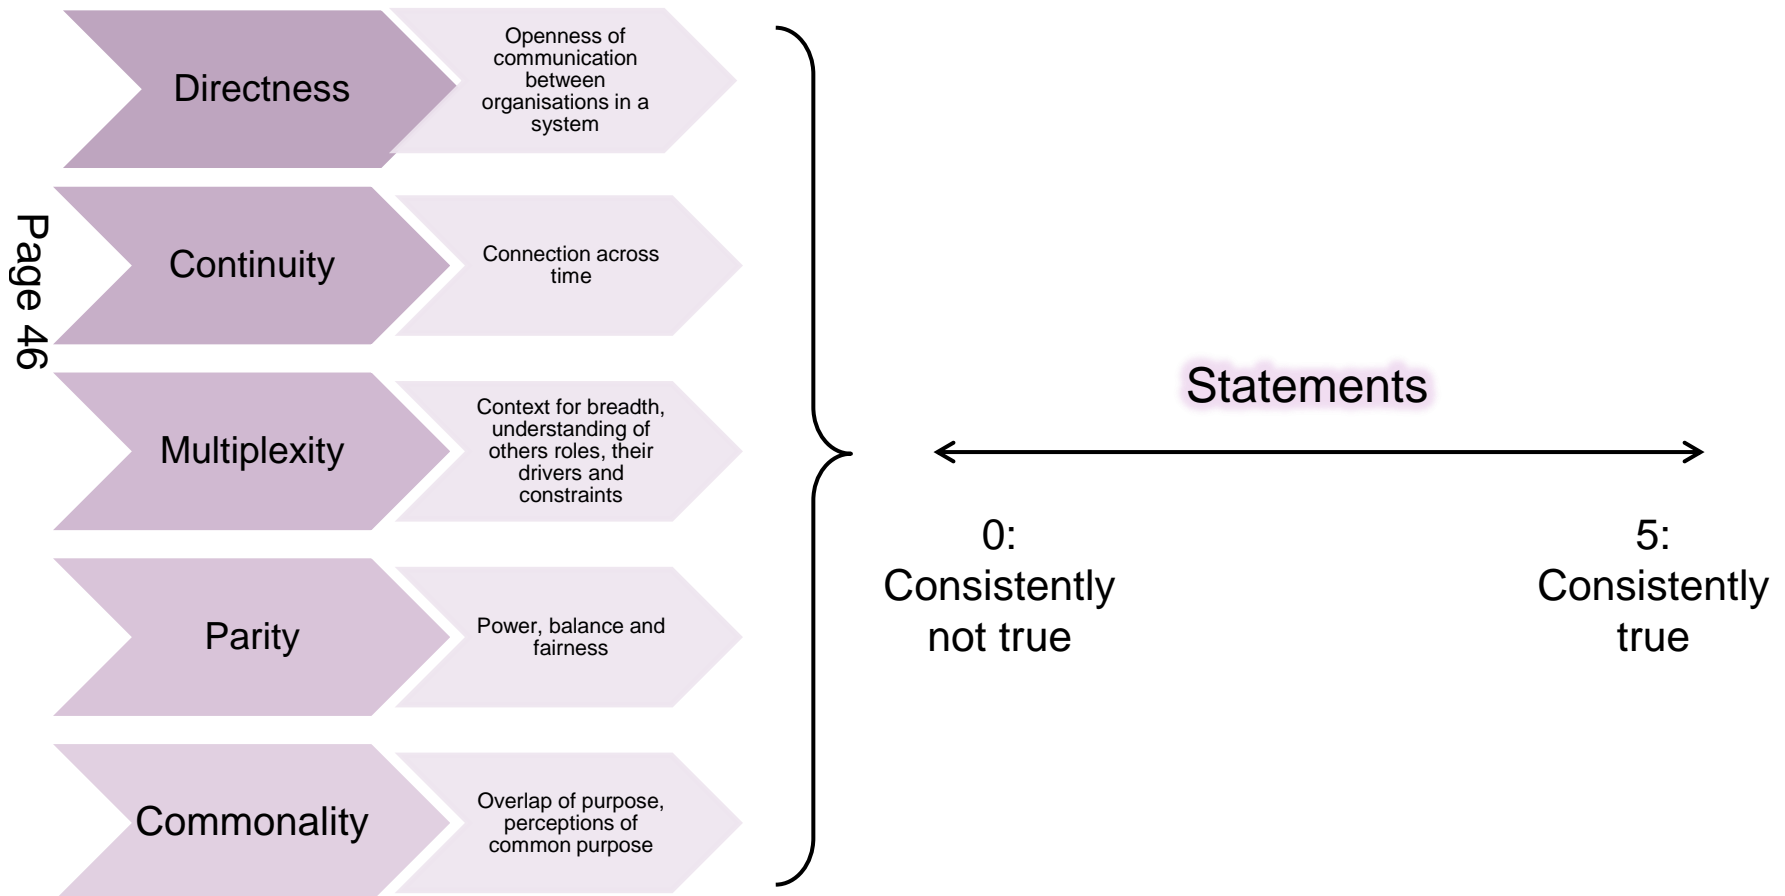 Page 46
Directness
Openness of
communication
between
organisations in a
system
Continuity
Connection across
time
Multiplexity
Context for breadth,
understanding of
others roles, their
drivers and
constraints
Parity
Power, balance and
fairness
Commonality
Overlap of purpose,
perceptions of
common purpose
Statements
0:
Consistently
not true
5:
Consistently
true